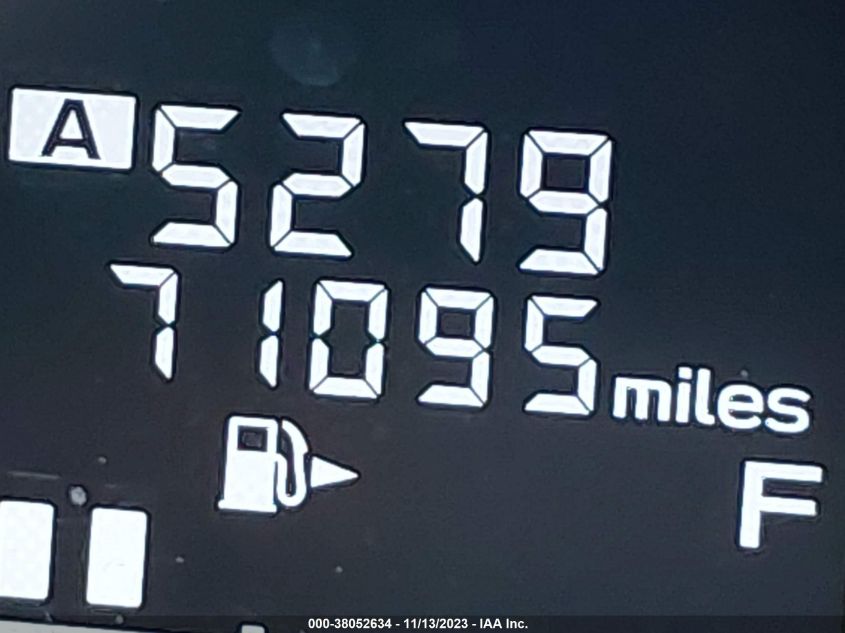 A 5279
71095 miles
F
000-38052634 - 11/13/2023 - IAA Inc.